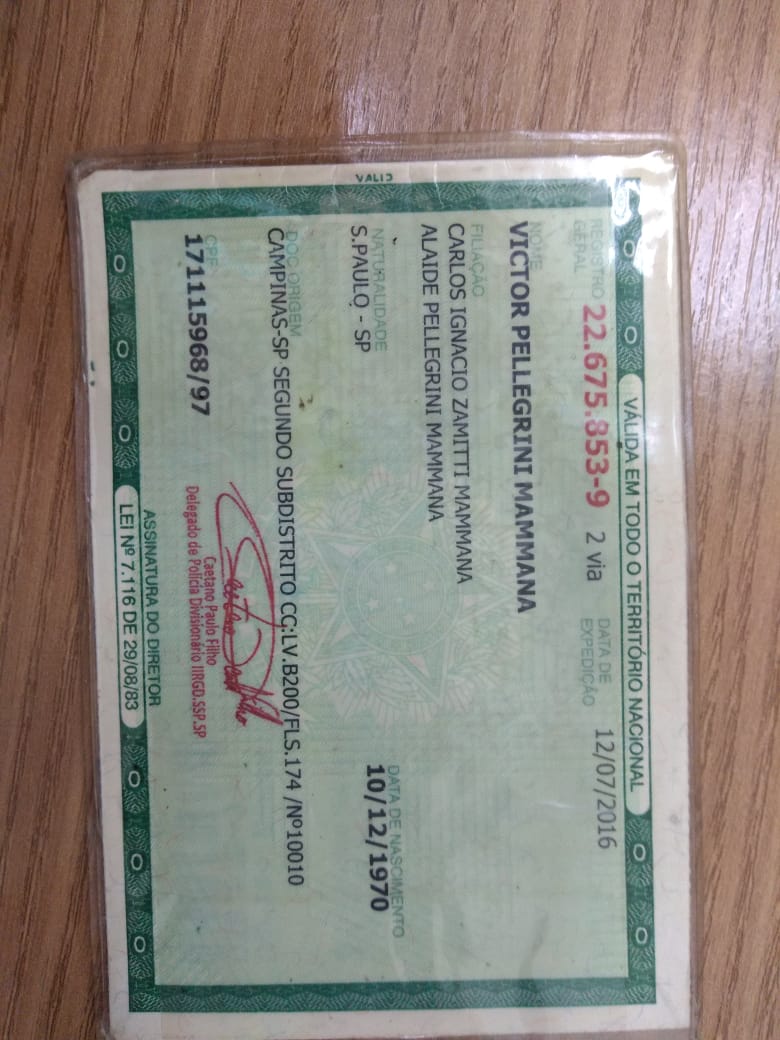 VÁLIDA EM TODO O TERRITÓRIO NACIONAL
REGISTRO GERAL 22.675.853-9 2 via DATA DE EXPEDIÇÃO 12/07/2016
NOME
VICTOR PELLEGRINI MAMMANA
FILIAÇÃO
CARLOS IGNACIO ZAMITTI MAMMANA
ALAIDE PELLEGRINI MAMMANA
NATURALIDADE DATA DE NASCIMENTO
S.PAULO - SP 10/12/1970
DOC ORIGEM
CAMPINAS-SP SEGUNDO SUBDISTRITO CC:LV.B200/FLS.174 /Nº10010
CPF
171115968/97
Caetano Paulo Filho
Delegado de Polícia Divisionário IIRGD.SSP.SP
ASSINATURA DO DIRETOR
LEI Nº 7.116 DE 29/08/83